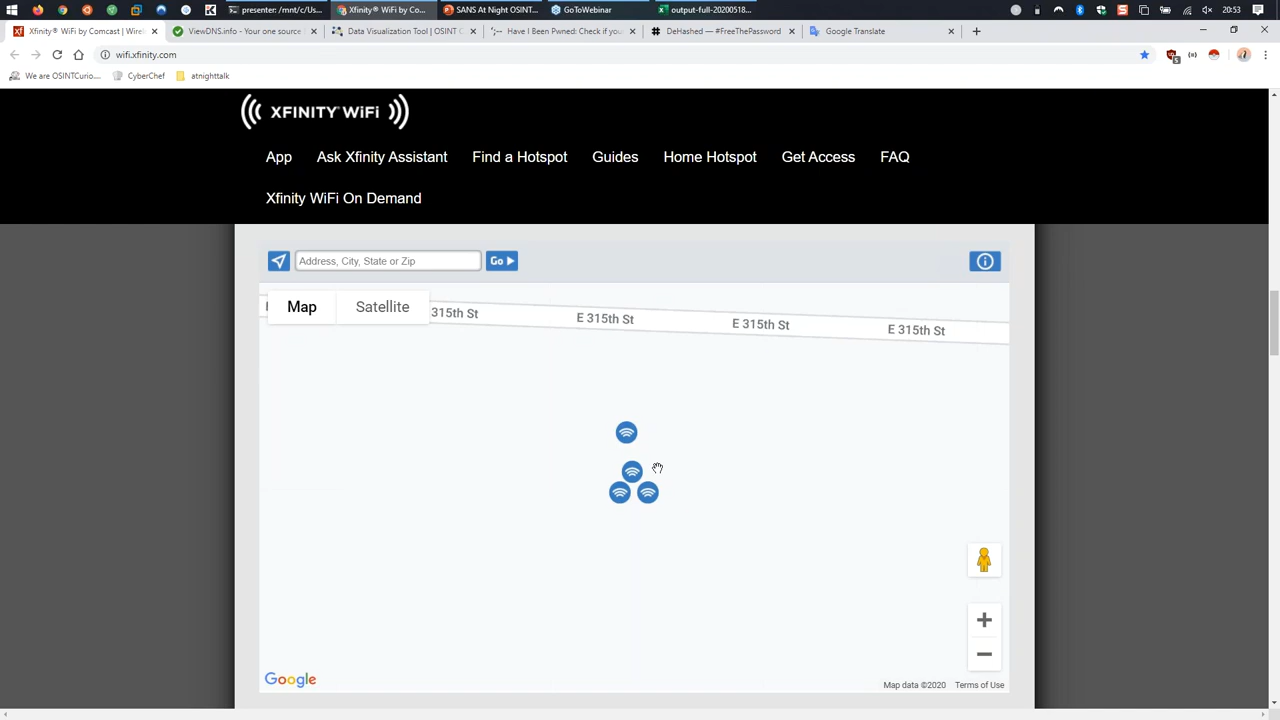 presenter: /mnt/c/Us...
Xfinity® WiFi by Co...
SANS At Night OSINT...
GoToWebinar
output-full-20200518...
20:53
Xfinity® WiFi by Comcast | Wirel
ViewDNS.info - Your one source
Data Visualization Tool | OSINT C
Have I Been Pwned: Check if you
DeHashed — #FreeThePassword
Google Translate
wifi.xfinity.com
We are OSINTCurio....
CyberChef
atnighttalk
XFINITY WiFi
App
Ask Xfinity Assistant
Find a Hotspot
Guides
Home Hotspot
Get Access
FAQ
Xfinity WiFi On Demand
Address, City, State or Zip
Go
Map
Satellite
315th St
E 315th St
E 315th St
E 315th St
Google
Map data ©2020
Terms of Use